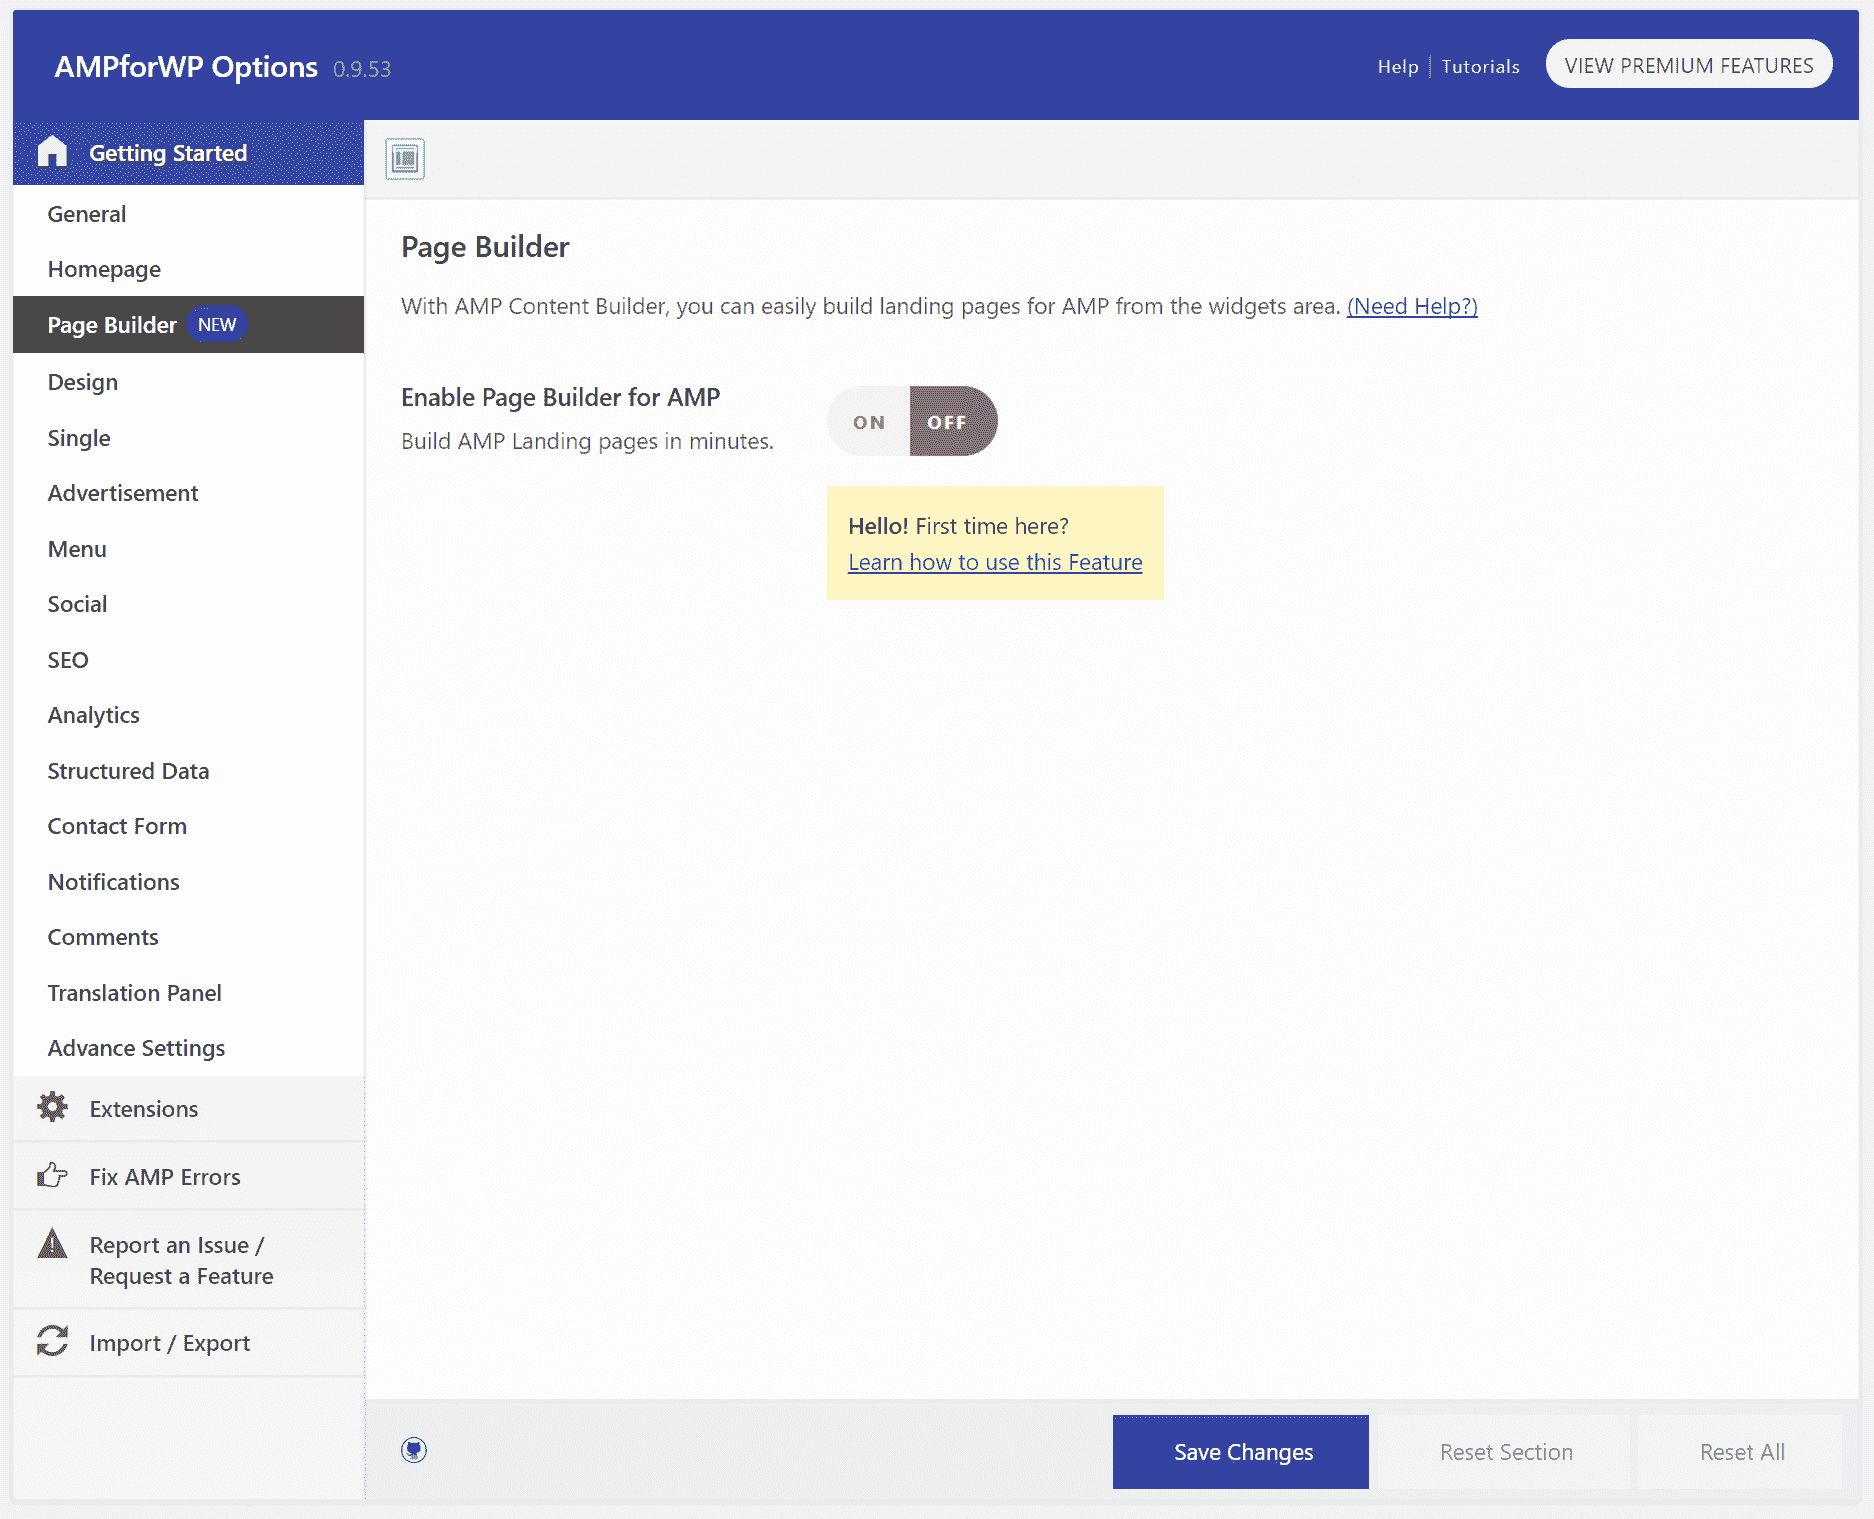 AMPforWP Options 0.9.53
Help | Tutorials
VIEW PREMIUM FEATURES
Getting Started
General
Homepage
Page Builder NEW
Design
Single
Advertisement
Menu
Social
SEO
Analytics
Structured Data
Contact Form
Notifications
Comments
Translation Panel
Advance Settings
Extensions
Fix AMP Errors
Report an Issue /
Request a Feature
Import / Export
Page Builder
With AMP Content Builder, you can easily build landing pages for AMP from the widgets area. (Need Help?)
Enable Page Builder for AMP
Build AMP Landing pages in minutes.
ON OFF
Hello! First time here?
Learn how to use this Feature
Save Changes
Reset Section
Reset All